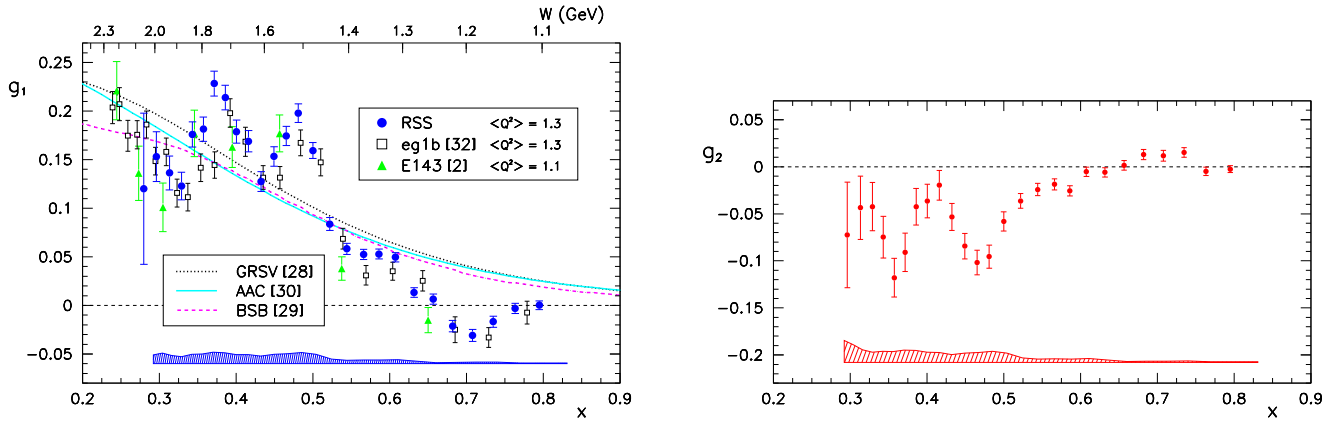 W (GeV)
2.3 2.0 1.8 1.6 1.4 1.3 1.2 1.1
g₁
0.25
0.2
0.15
0.1
0.05
0
−0.05
RSS <Q²> = 1.3
eg1b [32] <Q²> = 1.3
E143 [2] <Q²> = 1.1
GRSV [28]
AAC [30]
BSB [29]
0.2 0.3 0.4 0.5 0.6 0.7 0.8 0.9
x
g₂
0.05
0
−0.05
−0.1
−0.15
−0.2
0.2 0.3 0.4 0.5 0.6 0.7 0.8 0.9
x